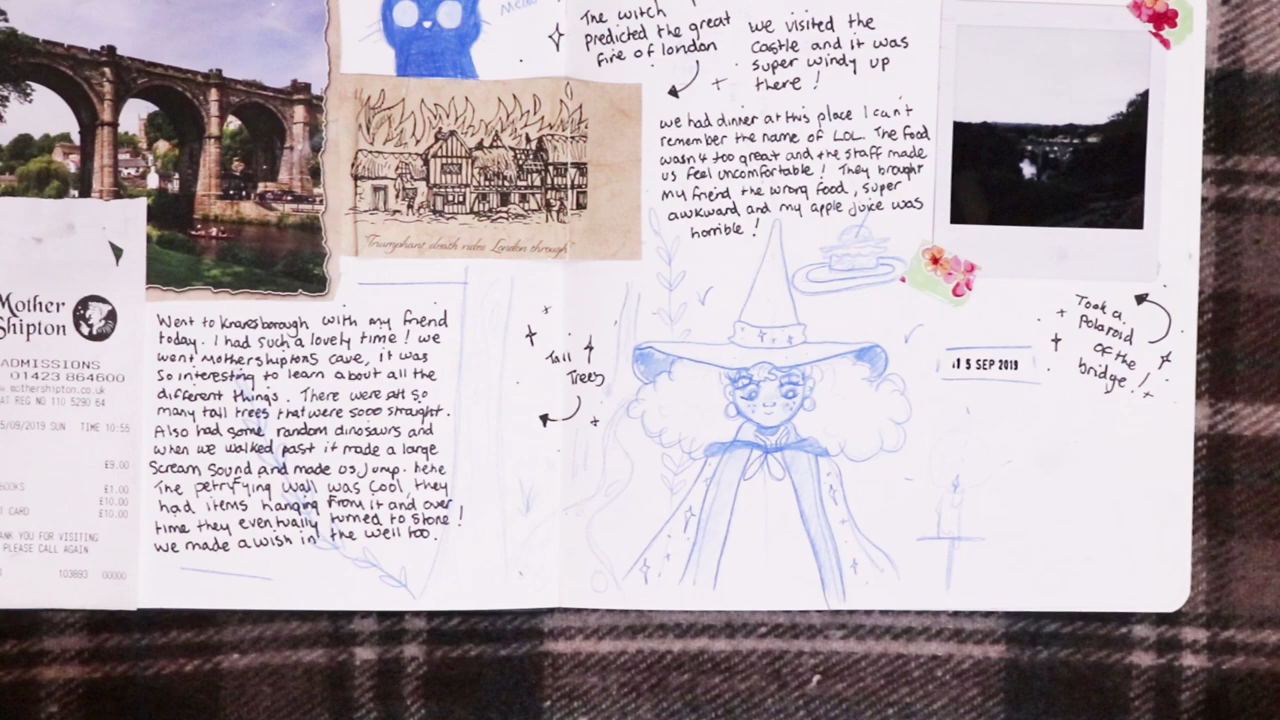 The witch
predicted the great
fire of london
we visited the
Castle and it was
super windy up
there !
we had dinner at this place I can't
remember the name of LOL. The food
wasn't too great and the staff made
us feel uncomfortable ! They brought
my friend the wrong food, super
awkward and my apple juice was
horrible !
"Triumphant death rides London through"
Mother
Shipton
ADMISSIONS
01423 864600
mothershipton.co.uk
AT REG NO 110 5290 64
5/09/2019 SUN TIME 10:55
£9.00
BOOKS £1.00
£10.00
CARD £10.00
ANK YOU FOR VISITING
PLEASE CALL AGAIN
103893 00000
Went to knaresborough with my friend
today. I had such a lovely time ! we
went Mothershiptons cave, it was
So interesting to learn about all the
different things. There were so
many tall trees that were sooo straight.
Also had some random dinosaurs and
when we walked past it made a large
Scream Sound and made us Jump. hehe
The petryfying wall was cool, they
had items hanging from it and over
time they eventually turned to stone !
we made a wish in the well too.
Tall
Trees
15 SEP 2019
Took a
Polaroid
of the
bridge !